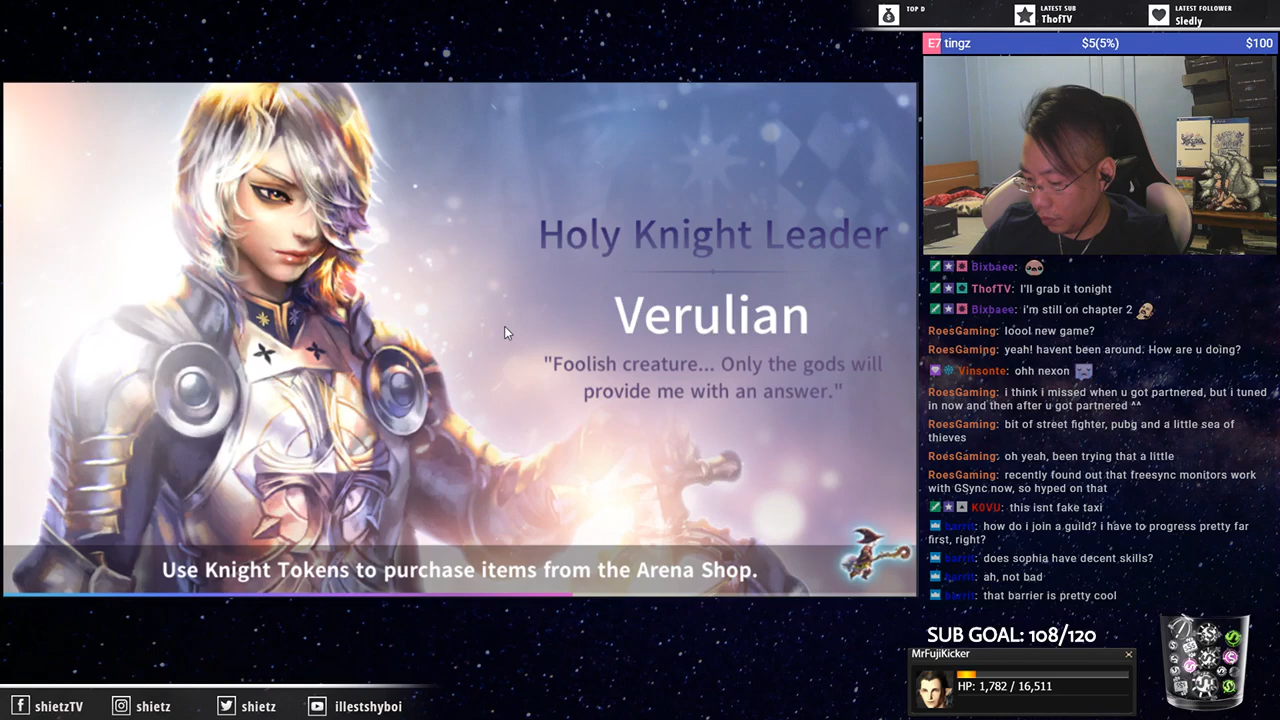 TOP D
LATEST SUB
ThofTV
LATEST FOLLOWER
Sledly
E7 tingz
$5(5%)
$100
Holy Knight Leader
Verulian
"Foolish creature... Only the gods will
provide me with an answer."
Use Knight Tokens to purchase items from the Arena Shop.
Bixbaee:
ThofTV: I'll grab it tonight
Bixbaee: i'm still on chapter 2
RoesGaming: loool new game?
RoesGaming: yeah! havent been around. How are u doing?
Vinsonte: ohh nexon
RoesGaming: i think i missed when u got partnered, but i tuned
in now and then after u got partnered ^^
RoesGaming: bit of street fighter, pubg and a little sea of
thieves
RoesGaming: oh yeah, been trying that a little
RoesGaming: recently found out that freesync monitors work
with GSync now, so hyped on that
K0VU: this isnt fake taxi
barrit: how do i join a guild? i have to progress pretty far
first, right?
barrit: does sophia have decent skills?
barrit: ah, not bad
barrit: that barrier is pretty cool
SUB GOAL: 108/120
MrFujiKicker
HP: 1,782 / 16,511
shietzTV
shietz
shietz
illestshyboi